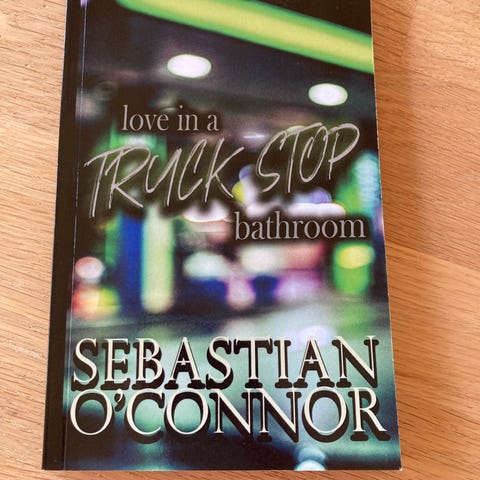 love in a
TRUCK STOP
bathroom
SEBASTIAN
O'CONNOR